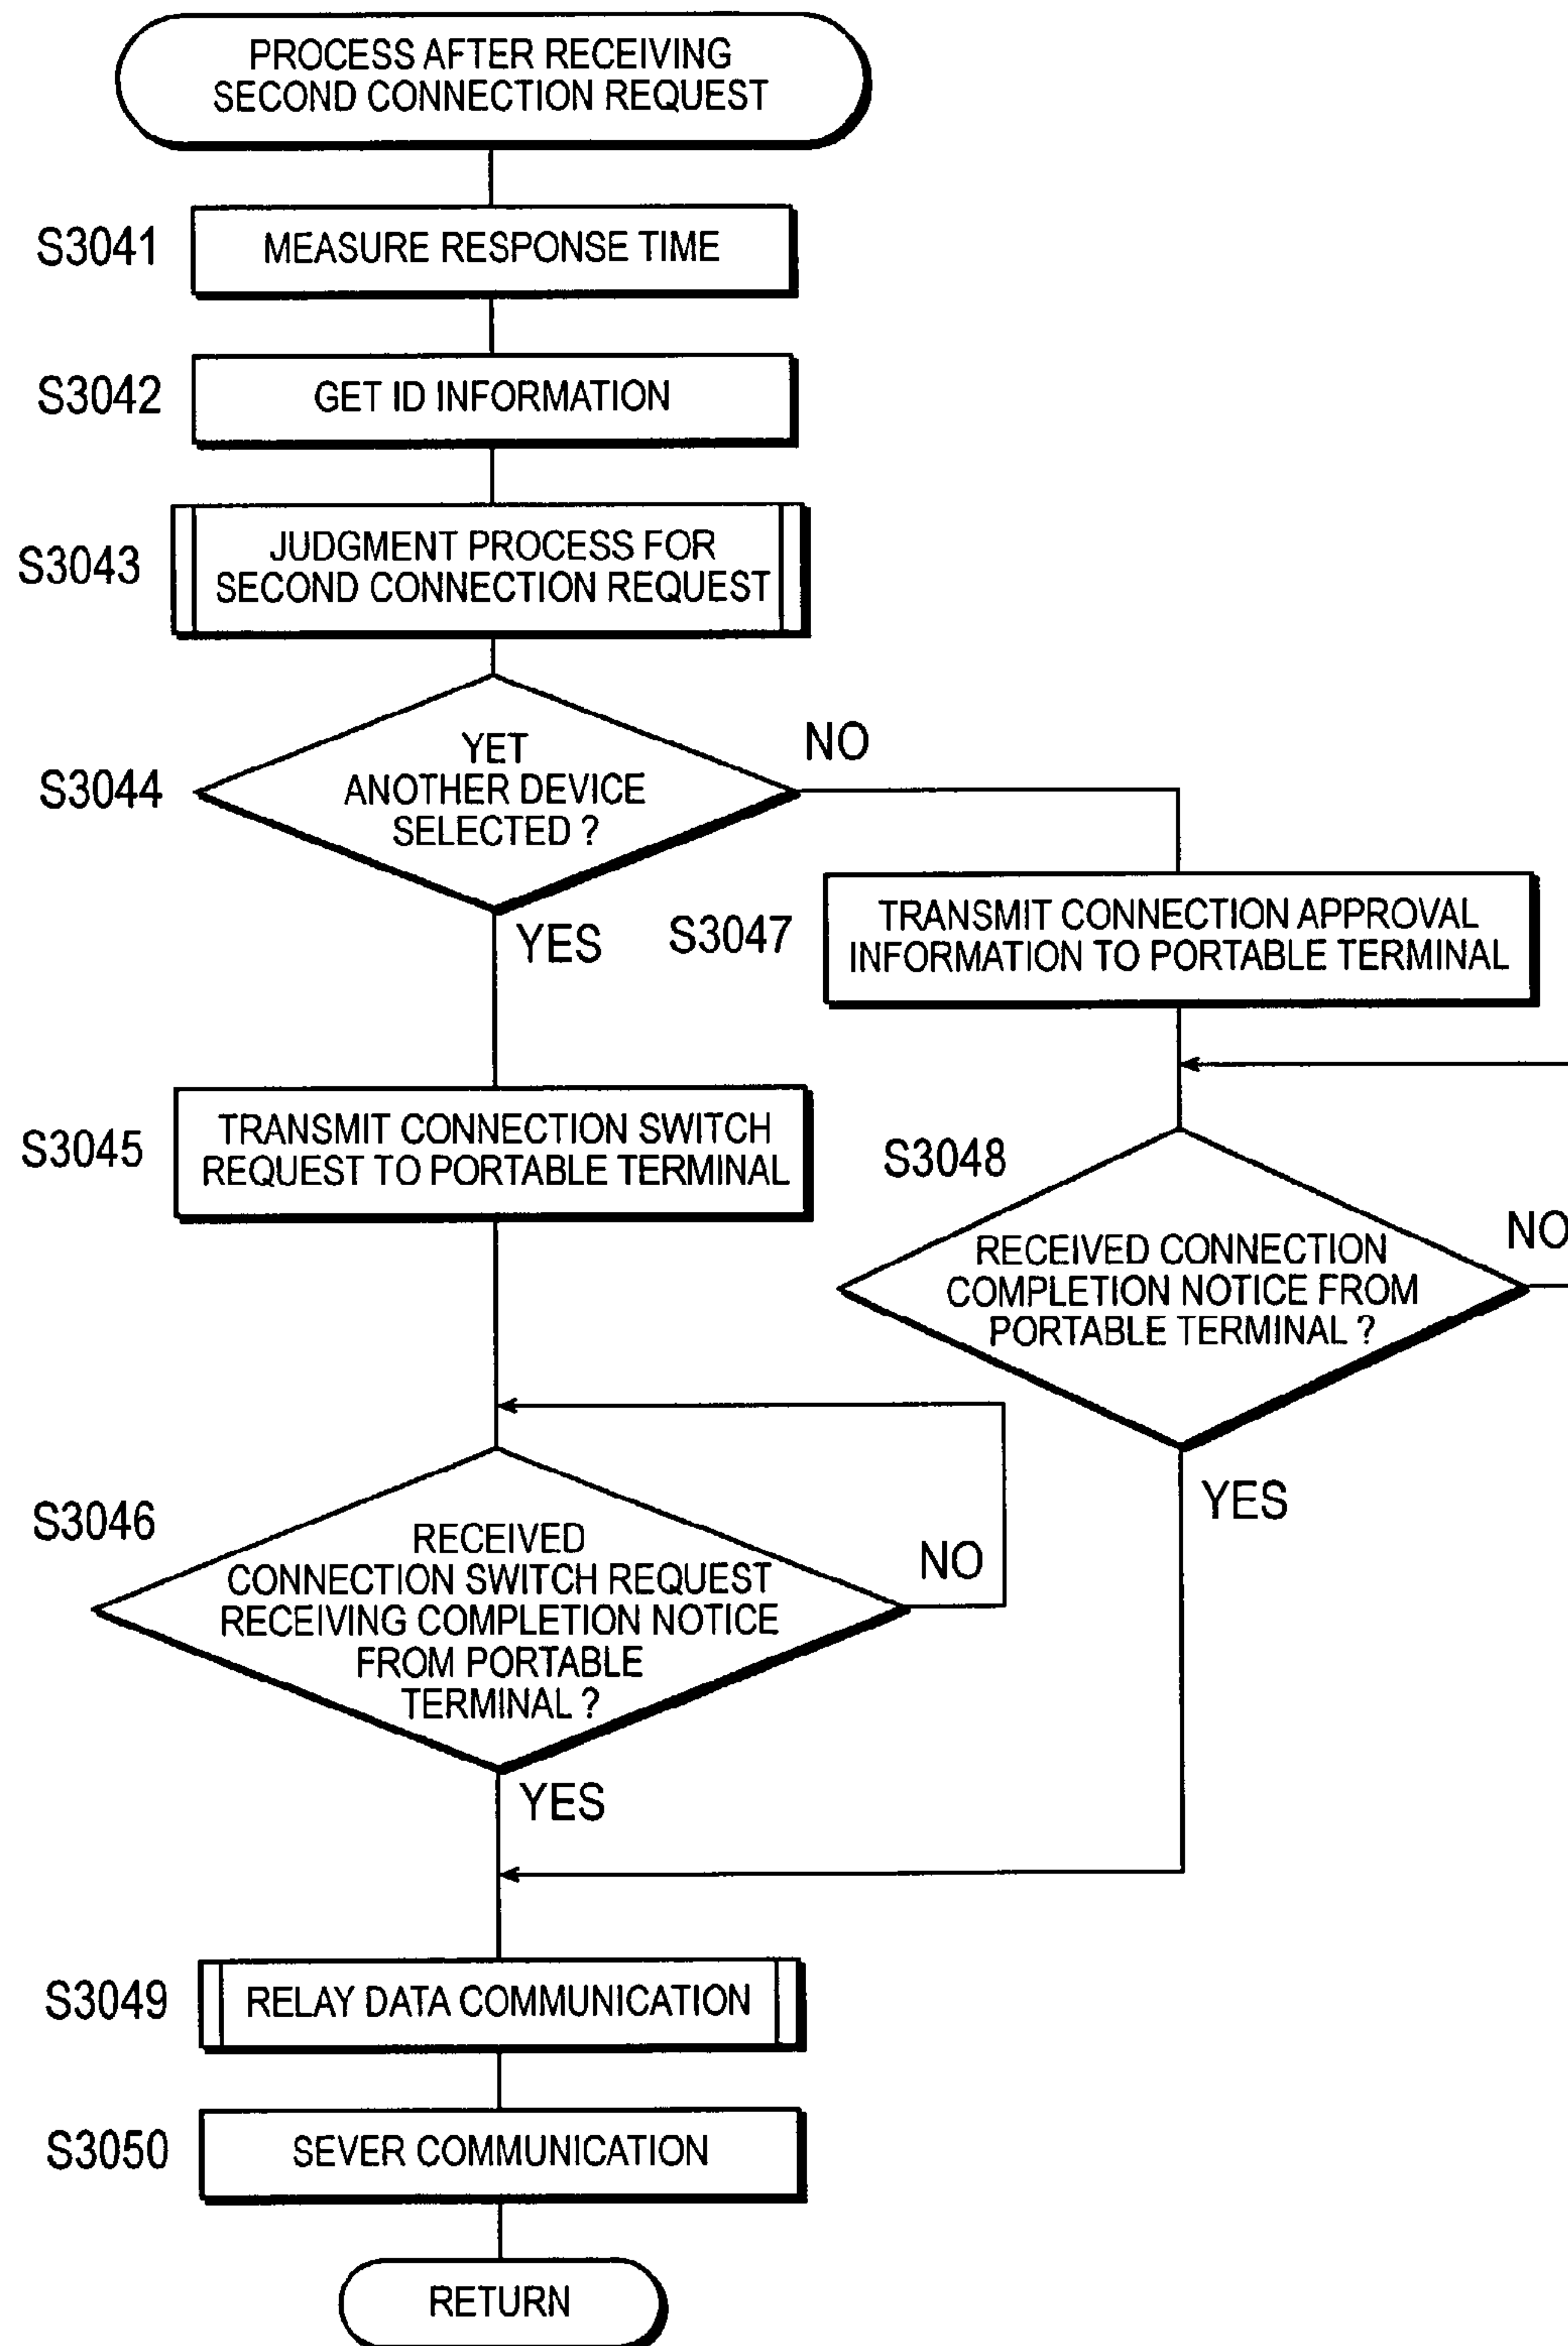 PROCESS AFTER RECEIVING
SECOND CONNECTION REQUEST
S3041
MEASURE RESPONSE TIME
S3042
GET ID INFORMATION
S3043
JUDGMENT PROCESS FOR
SECOND CONNECTION REQUEST
S3044
YET
ANOTHER DEVICE
SELECTED ?
NO
YES
S3047
TRANSMIT CONNECTION APPROVAL
INFORMATION TO PORTABLE TERMINAL
S3045
TRANSMIT CONNECTION SWITCH
REQUEST TO PORTABLE TERMINAL
S3048
RECEIVED CONNECTION
COMPLETION NOTICE FROM
PORTABLE TERMINAL ?
NO
YES
S3046
RECEIVED
CONNECTION SWITCH REQUEST
RECEIVING COMPLETION NOTICE
FROM PORTABLE
TERMINAL ?
NO
YES
S3049
RELAY DATA COMMUNICATION
S3050
SEVER COMMUNICATION
RETURN